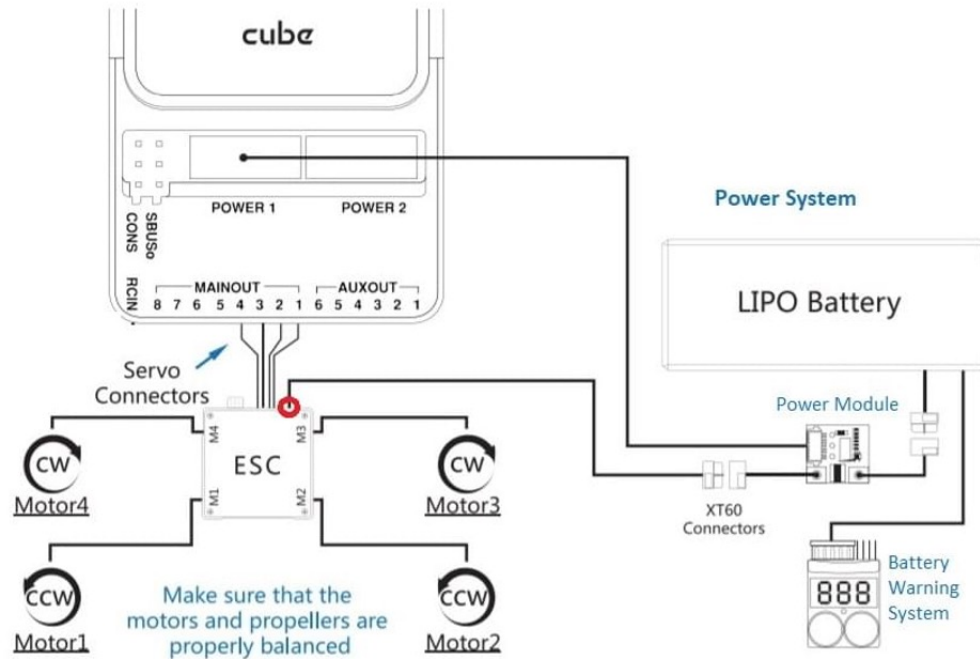 cube
POWER 1 POWER 2
CONS
SBUSo
RCIN
MAINOUT AUXOUT
8 7 6 5 4 3 2 1 6 5 4 3 2 1
Servo
Connectors
Power System
LIPO Battery
Power Module
M4 M3
ESC
M1 M2
CW
Motor4
CW
Motor3
XT60
Connectors
CCW
Motor1
CCW
Motor2
Make sure that the
motors and propellers are
properly balanced
888
Battery
Warning
System